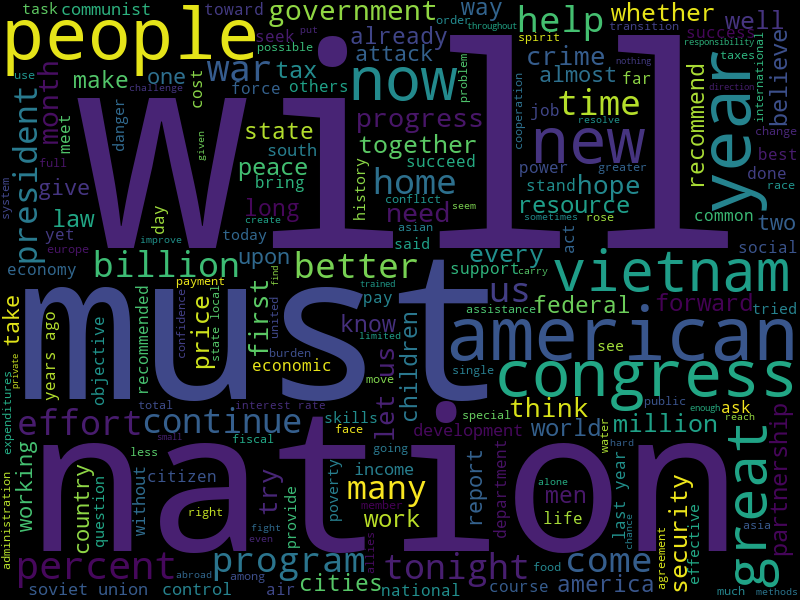 task communist toward government way order throughout whether well
people seek possible put help spirit transition success
already responsibility
war tax attack crime believe
make one others now almost far taxes
month cost force problem time nothing international
meet danger progress job use challenge
state together new recommend year direction
president south peace history succeed power greater change
system full given bring conflict home stand hope best done
give law long create seem need resource common race
day asian said rose two
yet today act sometimes cooperation resolve
will
improve upon every social
europe billion better support carry vietnam
economy first find us assistance federal forward tried
take payment trained pay
recommended price state local united know
years ago objective confidence limited american
must
burden economic children single see
private move congress
expenditures total interest rate let us skills special think public enough ask
effort continue face development world million reach
small fiscal going water hard
working less citizen try many income department last year great partnership
country question without right provide poverty report men
nation
administration fight even member work life alone chance asia
allies agreement security effective
percent program tonight come
abroad among food
soviet union control air cities national course america much methods